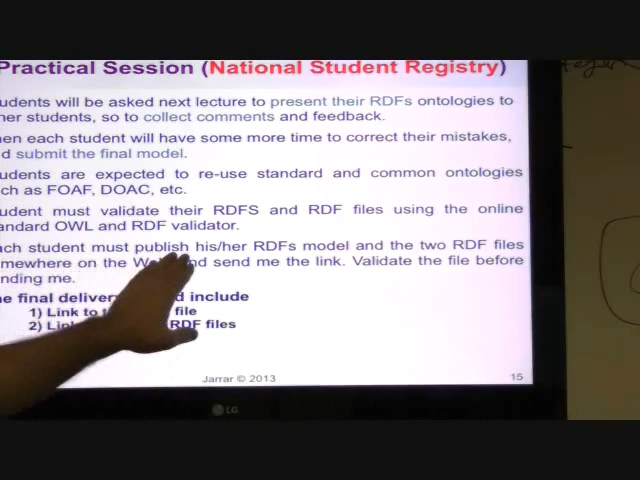 Practical Session (National Student Registry)
udents will be asked next lecture to present their RDFs ontologies to
her students, so to collect comments and feedback.
hen each student will have some more time to correct their mistakes,
d submit the final model.
udents are expected to re-use standard and common ontologies
ch as FOAF, DOAC, etc.
udent must validate their RDFS and RDF files using the online
andard OWL and RDF validator.
ach student must publish his/her RDFs model and the two RDF files
mewhere on the We nd send me the link. Validate the file before
nding me.
e final deliver d include
1) Link to t file
2) Lin RDF files
Jarrar © 2013
15
LG